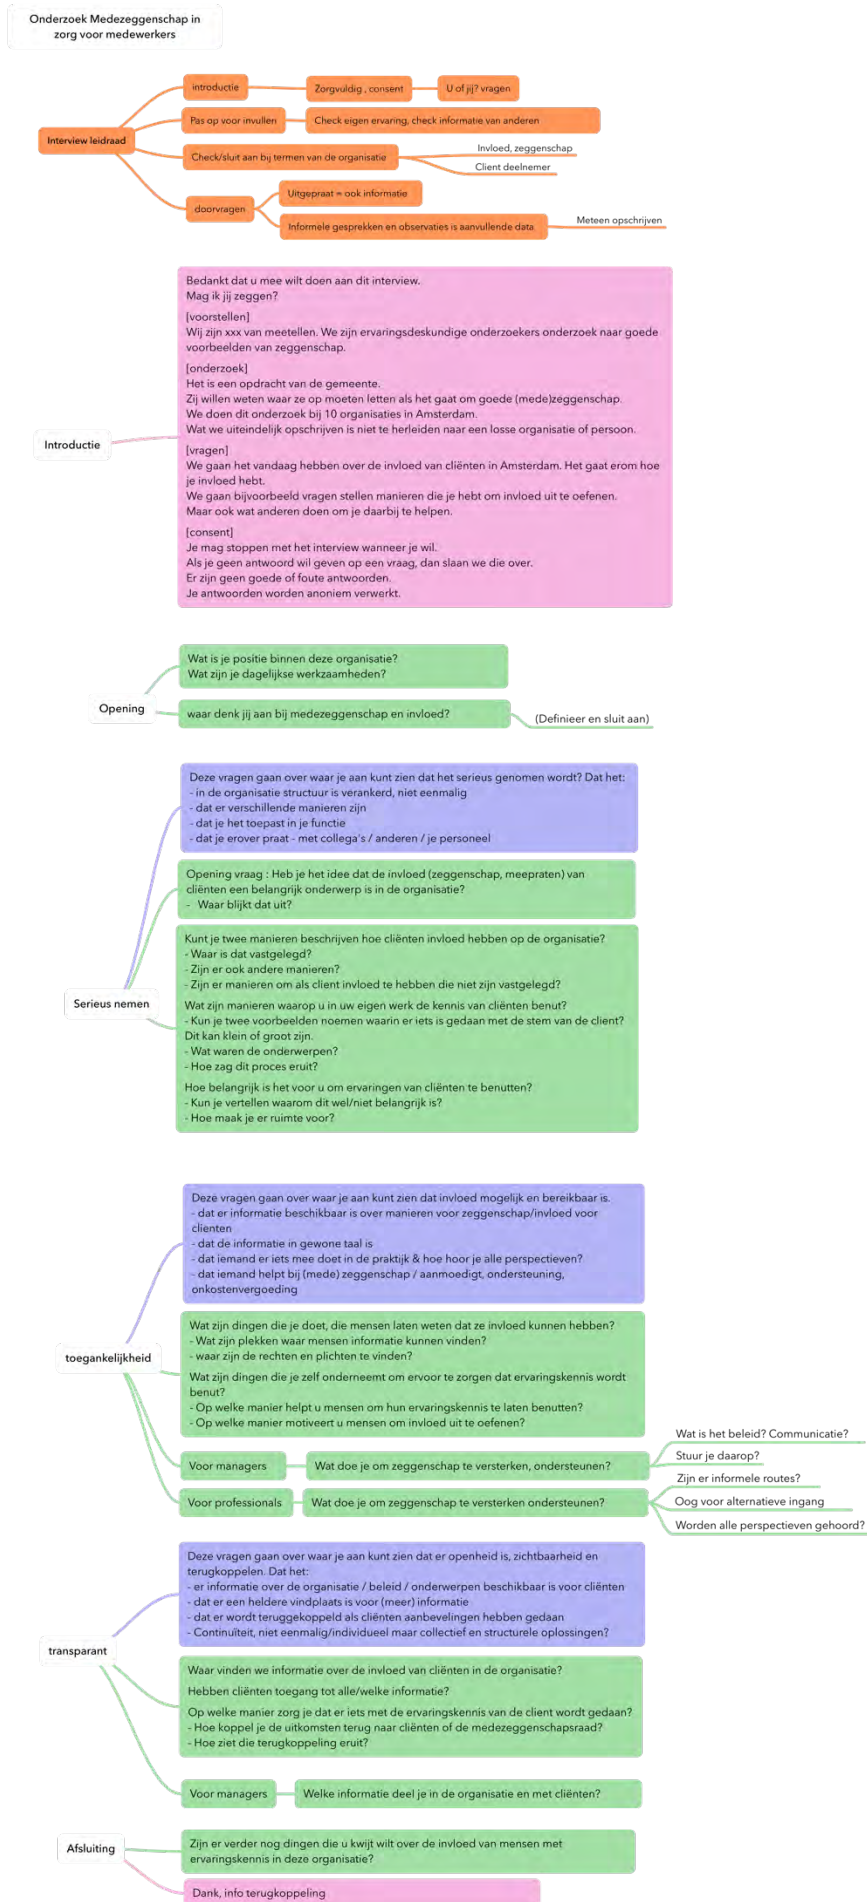 Onderzoek Medezeggenschap in
zorg voor medewerkers
Interview leidraad
introductie
Zorgvuldig , consent
U of jij? vragen
Pas op voor invullen
Check eigen ervaring, check informatie van anderen
Check/sluit aan bij termen van de organisatie
Invloed, zeggenschap
Client deelnemer
doorvragen
Uitgepraat = ook informatie
Informele gesprekken en observaties is aanvullende data
Meteen opschrijven
Introductie
Bedankt dat u mee wilt doen aan dit interview.
Mag ik jij zeggen?
[voorstellen]
Wij zijn xxx van meetellen. We zijn ervaringsdeskundige onderzoekers onderzoek naar goede
voorbeelden van zeggenschap.
[onderzoek]
Het is een opdracht van de gemeente.
Zij willen weten waar ze op moeten letten als het gaat om goede (mede)zeggenschap.
We doen dit onderzoek bij 10 organisaties in Amsterdam.
Wat we uiteindelijk opschrijven is niet te herleiden naar een losse organisatie of persoon.
[vragen]
We gaan het vandaag hebben over de invloed van cliënten in Amsterdam. Het gaat erom hoe
je invloed hebt.
We gaan bijvoorbeeld vragen stellen manieren die je hebt om invloed uit te oefenen.
Maar ook wat anderen doen om je daarbij te helpen.
[consent]
Je mag stoppen met het interview wanneer je wil.
Als je geen antwoord wil geven op een vraag, dan slaan we die over.
Er zijn geen goede of foute antwoorden.
Je antwoorden worden anoniem verwerkt.
Opening
Wat is je positie binnen deze organisatie?
Wat zijn je dagelijkse werkzaamheden?
waar denk jij aan bij medezeggenschap en invloed?
(Definieer en sluit aan)
Serieus nemen
Deze vragen gaan over waar je aan kunt zien dat het serieus genomen wordt? Dat het:
- in de organisatie structuur is verankerd, niet eenmalig
- dat er verschillende manieren zijn
- dat je het toepast in je functie
- dat je erover praat - met collega's / anderen / je personeel
Opening vraag : Heb je het idee dat de invloed (zeggenschap, meepraten) van
cliënten een belangrijk onderwerp is in de organisatie?
- Waar blijkt dat uit?
Kunt je twee manieren beschrijven hoe cliënten invloed hebben op de organisatie?
- Waar is dat vastgelegd?
- Zijn er ook andere manieren?
- Zijn er manieren om als client invloed te hebben die niet zijn vastgelegd?
Wat zijn manieren waarop u in uw eigen werk de kennis van cliënten benut?
- Kun je twee voorbeelden noemen waarin er iets is gedaan met de stem van de client?
Dit kan klein of groot zijn.
- Wat waren de onderwerpen?
- Hoe zag dit proces eruit?
Hoe belangrijk is het voor u om ervaringen van cliënten te benutten?
- Kun je vertellen waarom dit wel/niet belangrijk is?
- Hoe maak je er ruimte voor?
toegankelijkheid
Deze vragen gaan over waar je aan kunt zien dat invloed mogelijk en bereikbaar is.
- dat er informatie beschikbaar is over manieren voor zeggenschap/invloed voor
clienten
- dat de informatie in gewone taal is
- dat iemand er iets mee doet in de praktijk & hoe hoor je alle perspectieven?
- dat iemand helpt bij (mede) zeggenschap / aanmoedigt, ondersteuning,
onkostenvergoeding
Wat zijn dingen die je doet, die mensen laten weten dat ze invloed kunnen hebben?
- Wat zijn plekken waar mensen informatie kunnen vinden?
- waar zijn de rechten en plichten te vinden?
Wat zijn dingen die je zelf onderneemt om ervoor te zorgen dat ervaringskennis wordt
benut?
- Op welke manier helpt u mensen om hun ervaringskennis te laten benutten?
- Op welke manier motiveert u mensen om invloed uit te oefenen?
Voor managers
Wat doe je om zeggenschap te versterken, ondersteunen?
Wat is het beleid? Communicatie?
Stuur je daarop?
Voor professionals
Wat doe je om zeggenschap te versterken ondersteunen?
Zijn er informele routes?
Oog voor alternatieve ingang
Worden alle perspectieven gehoord?
transparant
Deze vragen gaan over waar je aan kunt zien dat er openheid is, zichtbaarheid en
terugkoppelen. Dat het:
- er informatie over de organisatie / beleid / onderwerpen beschikbaar is voor cliënten
- dat er een heldere vindplaats is voor (meer) informatie
- dat er wordt teruggekoppeld als cliënten aanbevelingen hebben gedaan
- Continuïteit, niet eenmalig/individueel maar collectief en structurele oplossingen?
Waar vinden we informatie over de invloed van cliënten in de organisatie?
Hebben cliënten toegang tot alle/welke informatie?
Op welke manier zorg je dat er iets met de ervaringskennis van de client wordt gedaan?
- Hoe koppel je de uitkomsten terug naar cliënten of de medezeggenschapsraad?
- Hoe ziet die terugkoppeling eruit?
Voor managers
Welke informatie deel je in de organisatie en met cliënten?
Afsluiting
Zijn er verder nog dingen die u kwijt wilt over de invloed van mensen met
ervaringskennis in deze organisatie?
Dank, info terugkoppeling